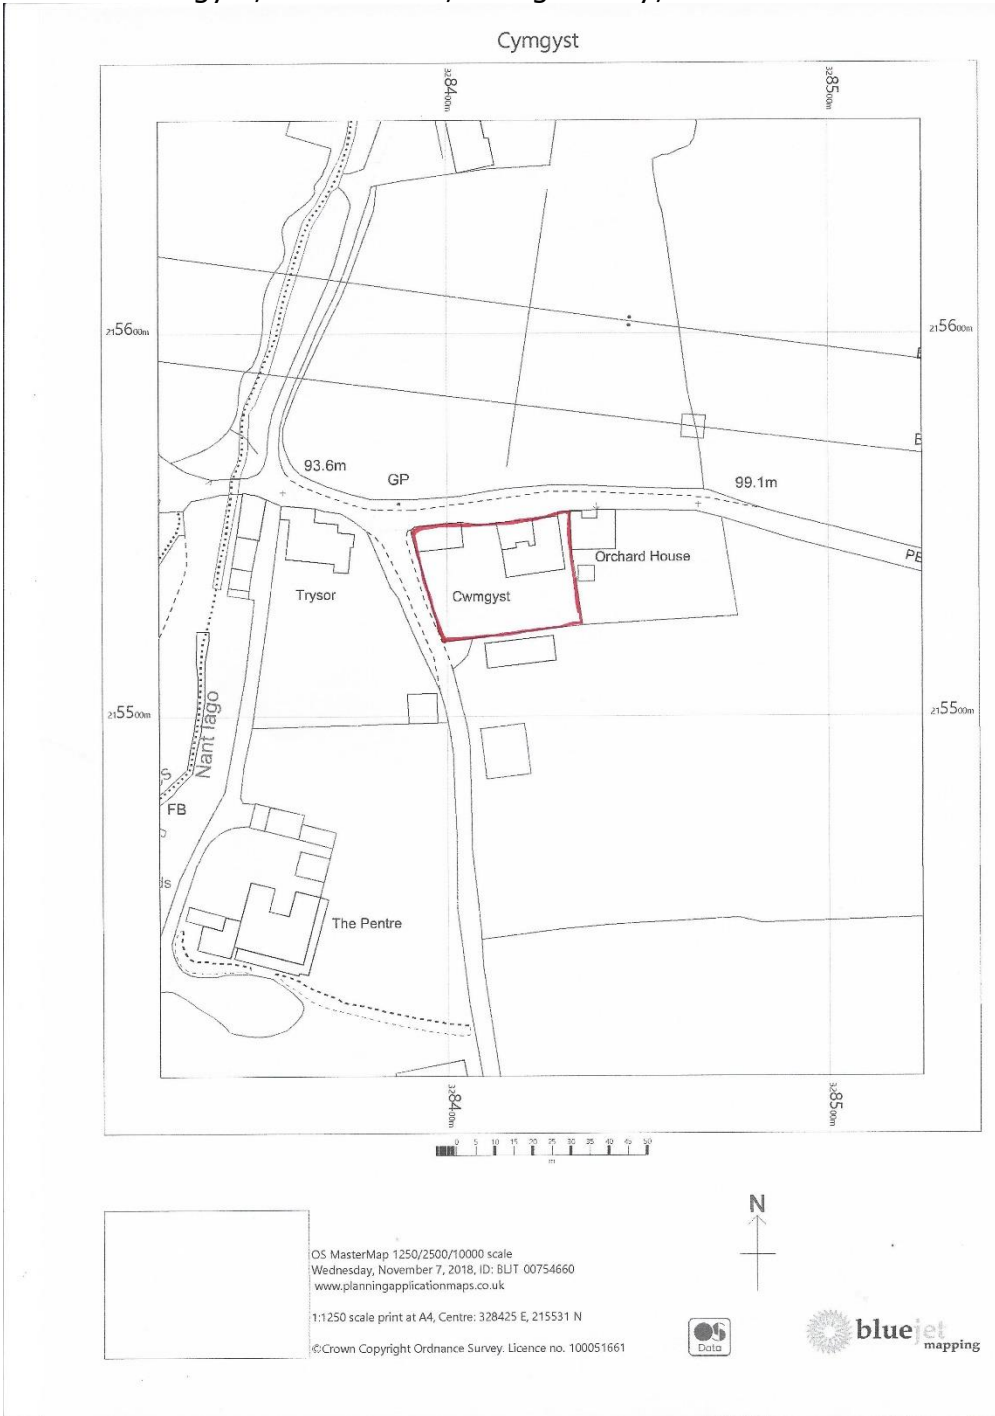 Cymgyst
328400m
328500m
215600m
215600m
93.6m
GP
99.1m
Orchard House
Trysor
Cwmgyst
215500m
215500m
Nant Iago
FB
The Pentre
328400m
328500m
0 5 10 15 20 25 30 35 40 45 50
m
N
OS MasterMap 1250/2500/10000 scale
Wednesday, November 7, 2018, ID: BLJT 00754660
www.planningapplicationmaps.co.uk
1:1250 scale print at A4, Centre: 328425 E, 215531 N
©Crown Copyright Ordnance Survey. Licence no. 100051661
OS
Data
bluejet
mapping